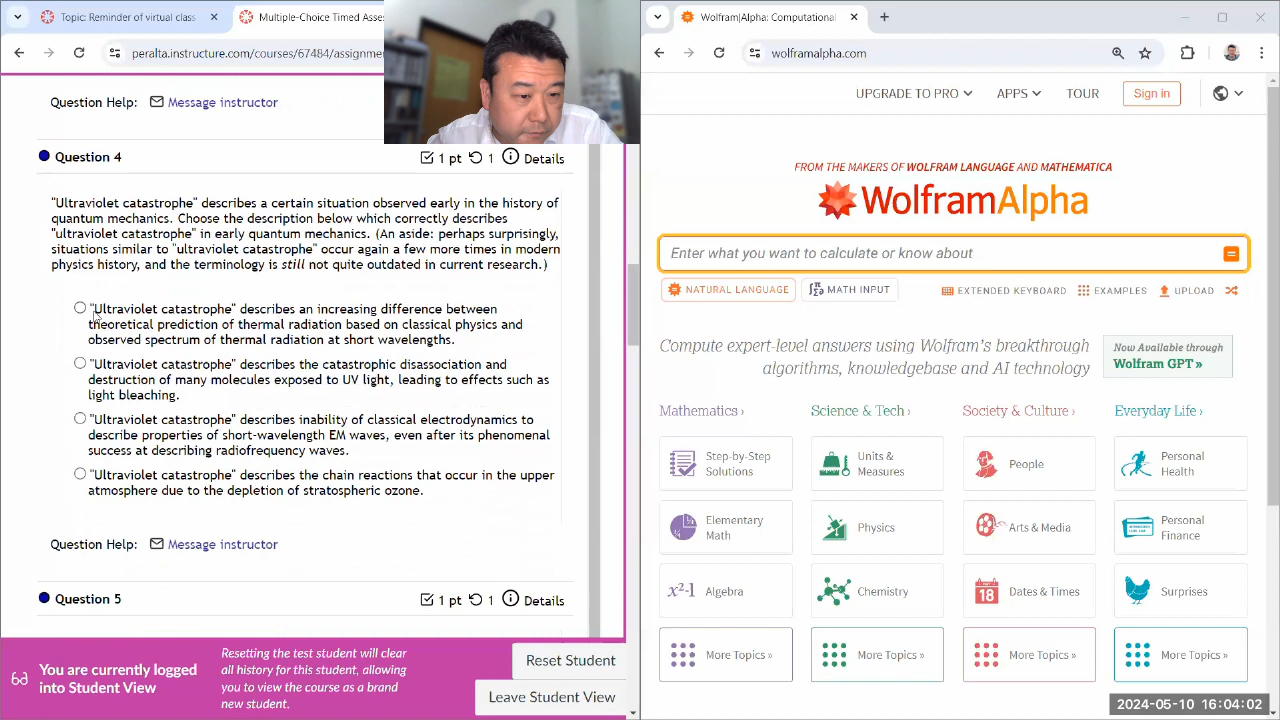 Topic: Reminder of virtual class
Multiple-Choice Timed Asses
peralta.instructure.com/courses/67484/assignme
Question Help: Message instructor
Question 4
1 pt 1 Details
"Ultraviolet catastrophe" describes a certain situation observed early in the history of
quantum mechanics. Choose the description below which correctly describes
"ultraviolet catastrophe" in early quantum mechanics. (An aside: perhaps surprisingly,
situations similar to "ultraviolet catastrophe" occur again a few more times in modern
physics history, and the terminology is still not quite outdated in current research.)
"Ultraviolet catastrophe" describes an increasing difference between
theoretical prediction of thermal radiation based on classical physics and
observed spectrum of thermal radiation at short wavelengths.
"Ultraviolet catastrophe" describes the catastrophic disassociation and
destruction of many molecules exposed to UV light, leading to effects such as
light bleaching.
"Ultraviolet catastrophe" describes inability of classical electrodynamics to
describe properties of short-wavelength EM waves, even after its phenomenal
success at describing radiofrequency waves.
"Ultraviolet catastrophe" describes the chain reactions that occur in the upper
atmosphere due to the depletion of stratospheric ozone.
Question Help: Message instructor
Question 5
1 pt 1 Details
You are currently logged
into Student View
Resetting the test student will clear
all history for this student, allowing
you to view the course as a brand
new student.
Reset Student
Leave Student View
Wolfram|Alpha: Computational
wolframalpha.com
UPGRADE TO PRO APPS TOUR Sign in
FROM THE MAKERS OF WOLFRAM LANGUAGE AND MATHEMATICA
WolframAlpha
Enter what you want to calculate or know about
NATURAL LANGUAGE MATH INPUT EXTENDED KEYBOARD EXAMPLES UPLOAD
Compute expert-level answers using Wolfram's breakthrough
algorithms, knowledgebase and AI technology
Now Available through
Wolfram GPT »
Mathematics › Science & Tech › Society & Culture › Everyday Life ›
Step-by-Step
Solutions
Units &
Measures
People
Personal
Health
Elementary
Math
Physics
Arts & Media
Personal
Finance
x²-1 Algebra
Chemistry
18 Dates & Times
Surprises
More Topics » More Topics » More Topics » More Topics »
2024-05-10 16:04:02